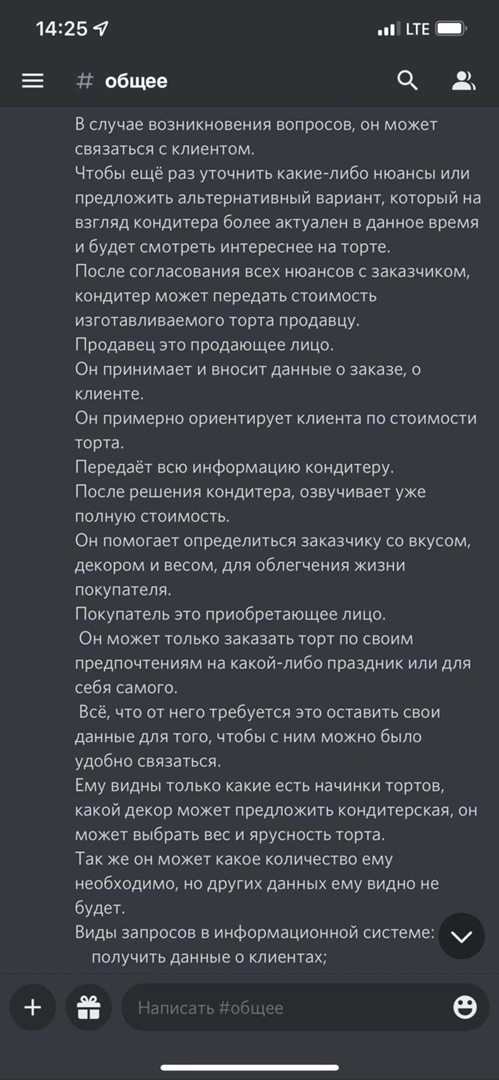 14:25
LTE
# общее
В случае возникновения вопросов, он может
связаться с клиентом.
Чтобы ещё раз уточнить какие-либо нюансы или
предложить альтернативный вариант, который на
взгляд кондитера более актуален в данное время
и будет смотреть интереснее на торте.
После согласования всех нюансов с заказчиком,
кондитер может передать стоимость
изготавливаемого торта продавцу.
Продавец это продающее лицо.
Он принимает и вносит данные о заказе, о
клиенте.
Он примерно ориентирует клиента по стоимости
торта.
Передаёт всю информацию кондитеру.
После решения кондитера, озвучивает уже
полную стоимость.
Он помогает определиться заказчику со вкусом,
декором и весом, для облегчения жизни
покупателя.
Покупатель это приобретающее лицо.
Он может только заказать торт по своим
предпочтениям на какой-либо праздник или для
себя самого.
Всё, что от него требуется это оставить свои
данные для того, чтобы с ним можно было
удобно связаться.
Ему видны только какие есть начинки тортов,
какой декор может предложить кондитерская, он
может выбрать вес и ярусность торта.
Так же он может какое количество ему
необходимо, но других данных ему видно не
будет.
Виды запросов в информационной системе:
получить данные о клиентах;
Написать #общее